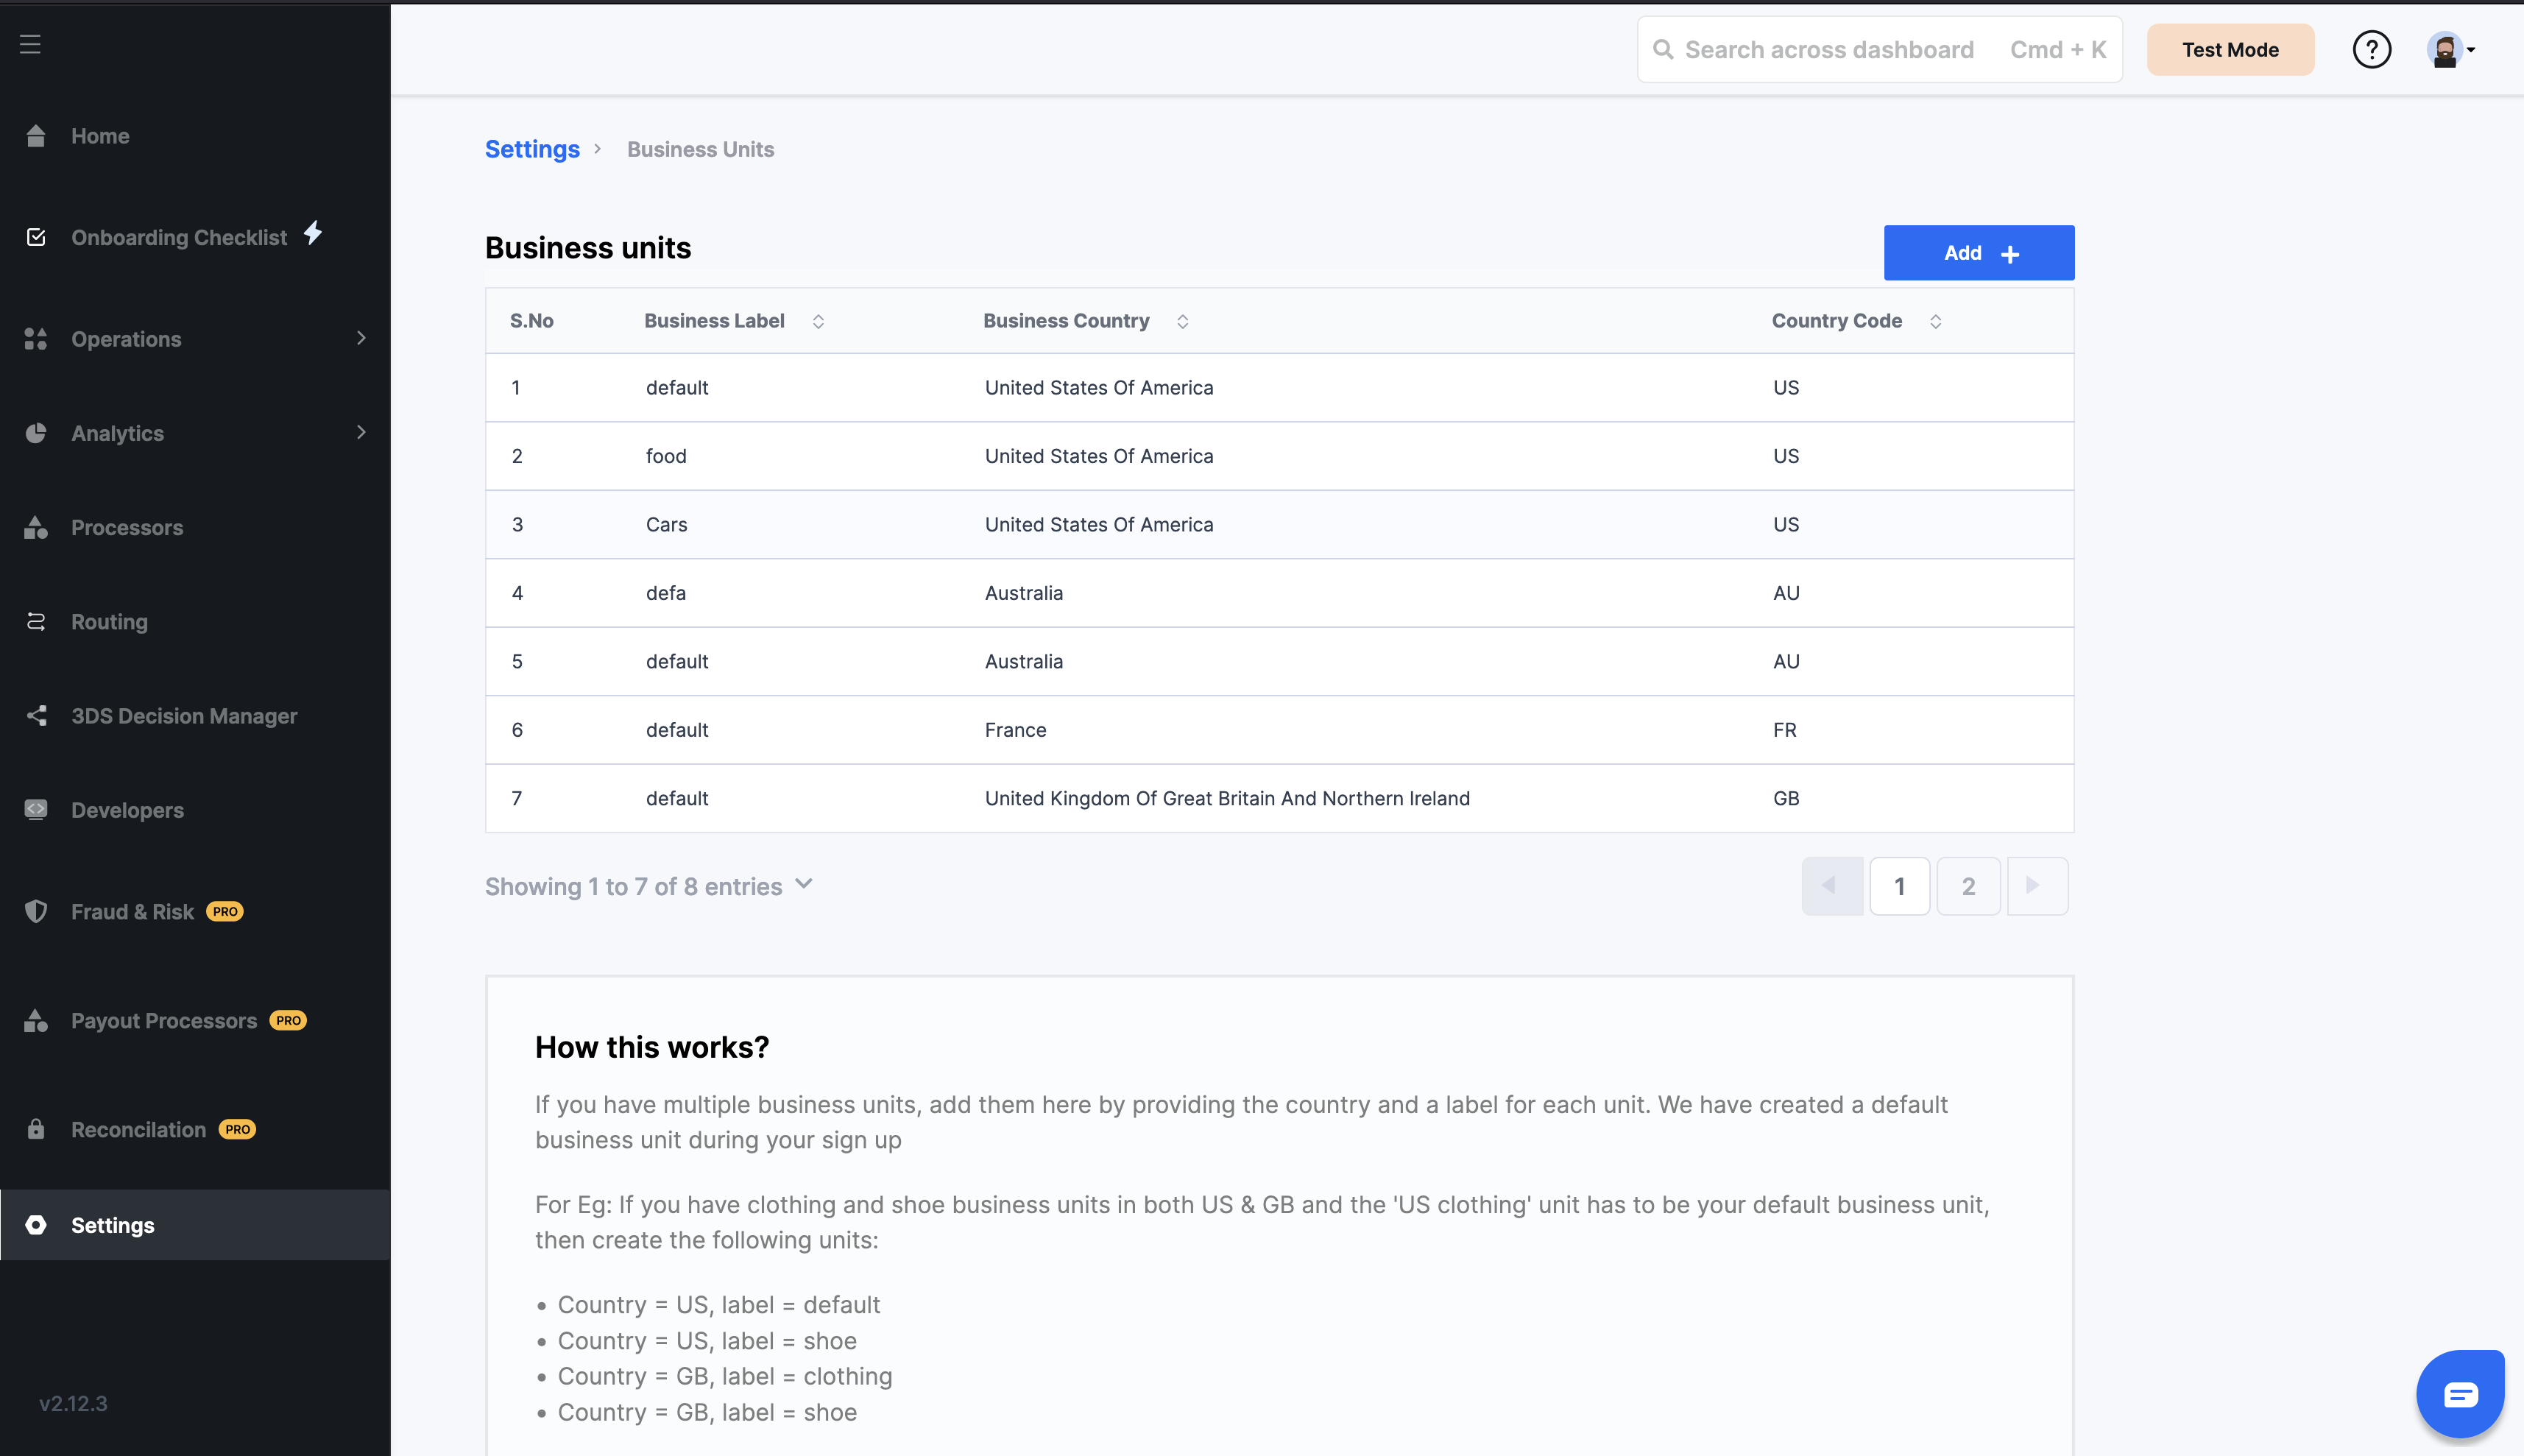 Search across dashboard Cmd + K
Test Mode
?
Home
Onboarding Checklist
Operations
Analytics
Processors
Routing
3DS Decision Manager
Developers
Fraud & Risk PRO
Payout Processors PRO
Reconcilation PRO
Settings
v2.12.3
Settings > Business Units
Business units
Add +
S.No Business Label Business Country Country Code
1 default United States Of America US
2 food United States Of America US
3 Cars United States Of America US
4 defa Australia AU
5 default Australia AU
6 default France FR
7 default United Kingdom Of Great Britain And Northern Ireland GB
Showing 1 to 7 of 8 entries
1 2
How this works?
If you have multiple business units, add them here by providing the country and a label for each unit. We have created a default
business unit during your sign up
For Eg: If you have clothing and shoe business units in both US & GB and the 'US clothing' unit has to be your default business unit,
then create the following units:
• Country = US, label = default
• Country = US, label = shoe
• Country = GB, label = clothing
• Country = GB, label = shoe